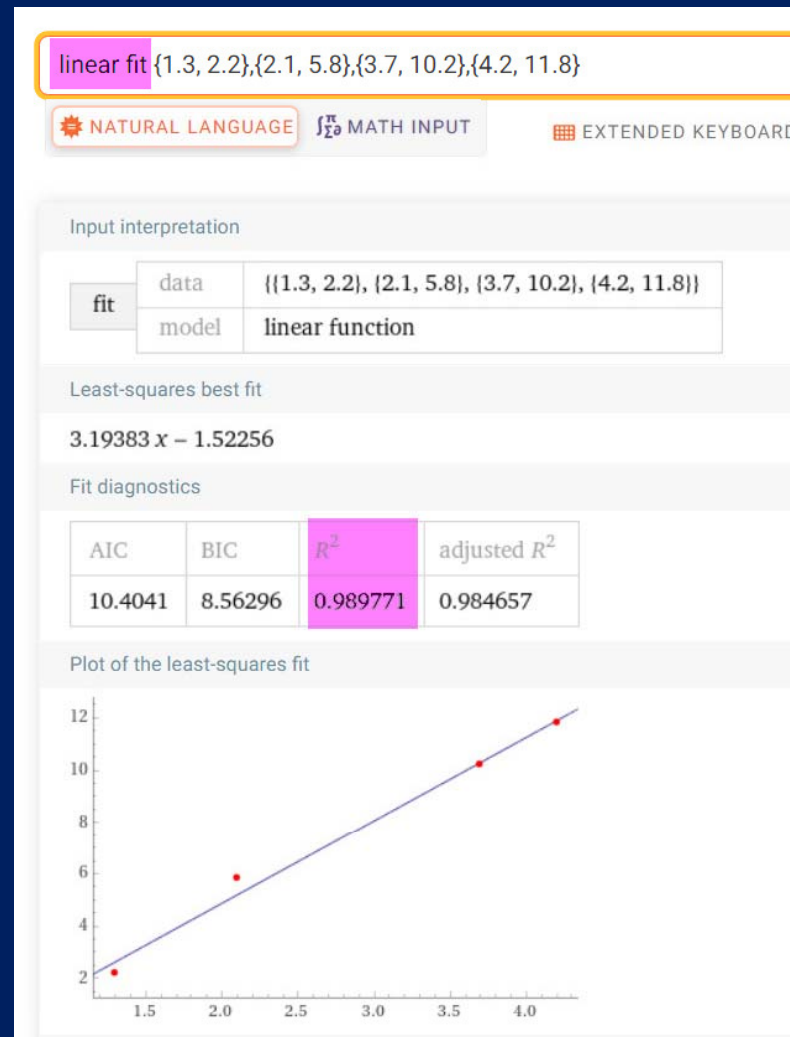 linear fit {1.3, 2.2},{2.1, 5.8},{3.7, 10.2},{4.2, 11.8}
NATURAL LANGUAGE ∫Σ∂π MATH INPUT EXTENDED KEYBOARD
Input interpretation
fit
data {{1.3, 2.2}, {2.1, 5.8}, {3.7, 10.2}, {4.2, 11.8}}
model linear function
Least-squares best fit
3.19383 x – 1.52256
Fit diagnostics
AIC BIC R² adjusted R²
10.4041 8.56296 0.989771 0.984657
Plot of the least-squares fit
12
10
8
6
4
2
1.5 2.0 2.5 3.0 3.5 4.0